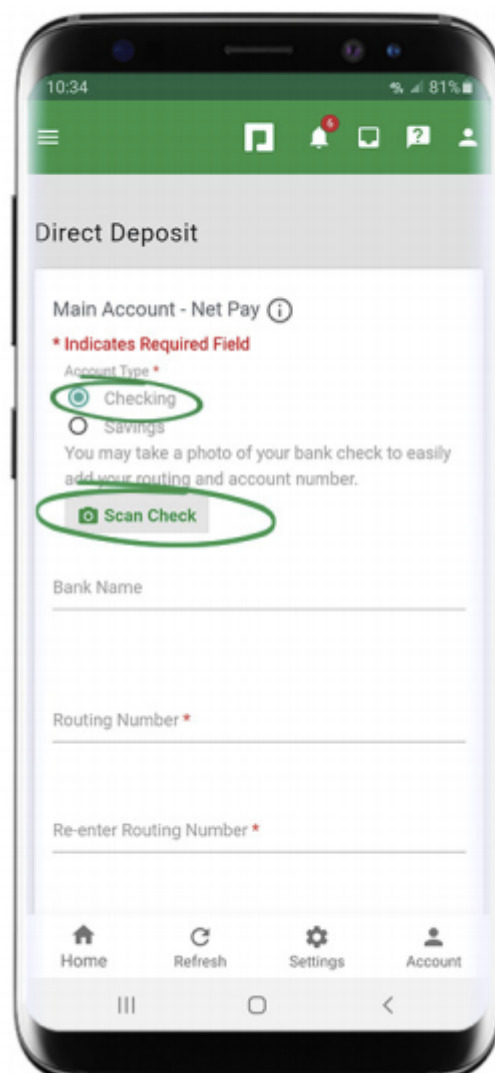 10:34
81%
6
?
Direct Deposit
Main Account - Net Pay i
* Indicates Required Field
Account Type *
Checking
Savings
You may take a photo of your bank check to easily
add your routing and account number.
Scan Check
Bank Name
Routing Number *
Re-enter Routing Number *
Home Refresh Settings Account